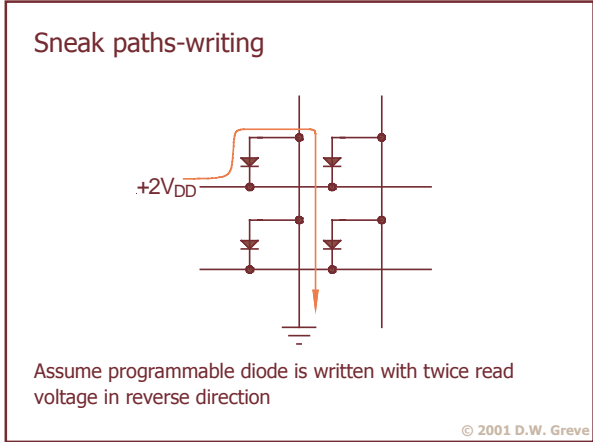 Sneak paths-writing
+2VDD
Assume programmable diode is written with twice read
voltage in reverse direction
© 2001 D.W. Greve